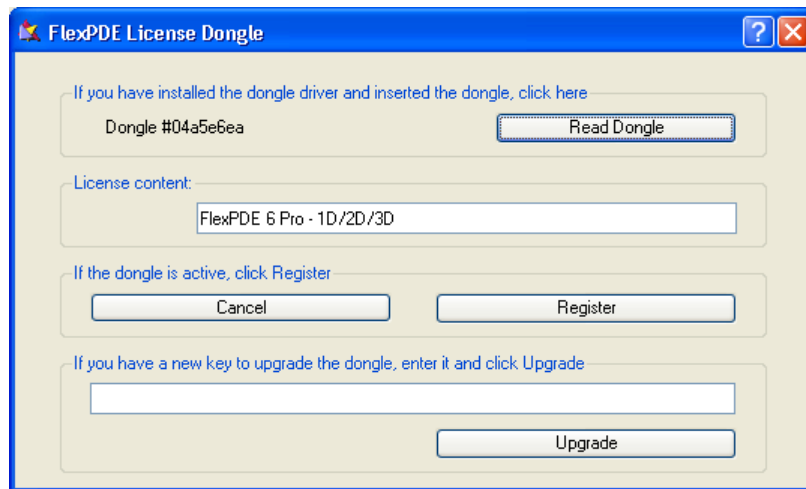 FlexPDE License Dongle
If you have installed the dongle driver and inserted the dongle, click here
Dongle #04a5e6ea
Read Dongle
License content:
FlexPDE 6 Pro - 1D/2D/3D
If the dongle is active, click Register
Cancel
Register
If you have a new key to upgrade the dongle, enter it and click Upgrade
Upgrade